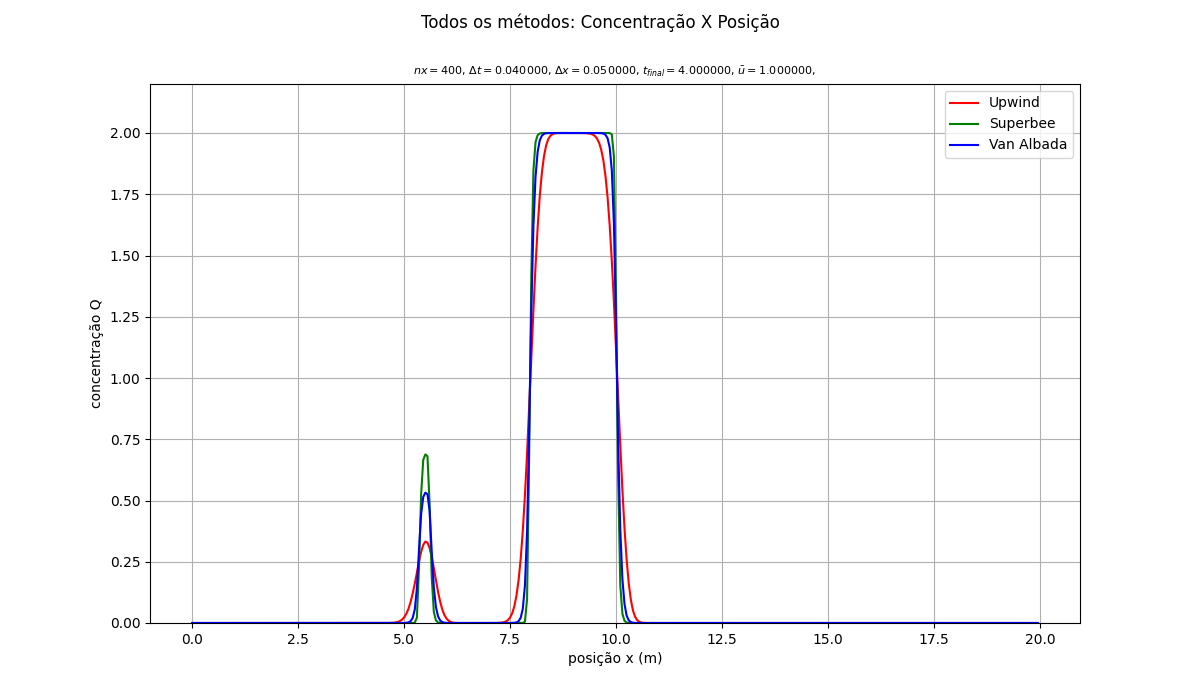 Todos os métodos: Concentração X Posição
nx = 400, Δt = 0.040000, Δx = 0.050000, t_final = 4.000000, ū = 1.000000,
Upwind
Superbee
Van Albada
2.00
1.75
1.50
1.25
1.00
0.75
0.50
0.25
0.00
concentração Q
0.0 2.5 5.0 7.5 10.0 12.5 15.0 17.5 20.0
posição x (m)